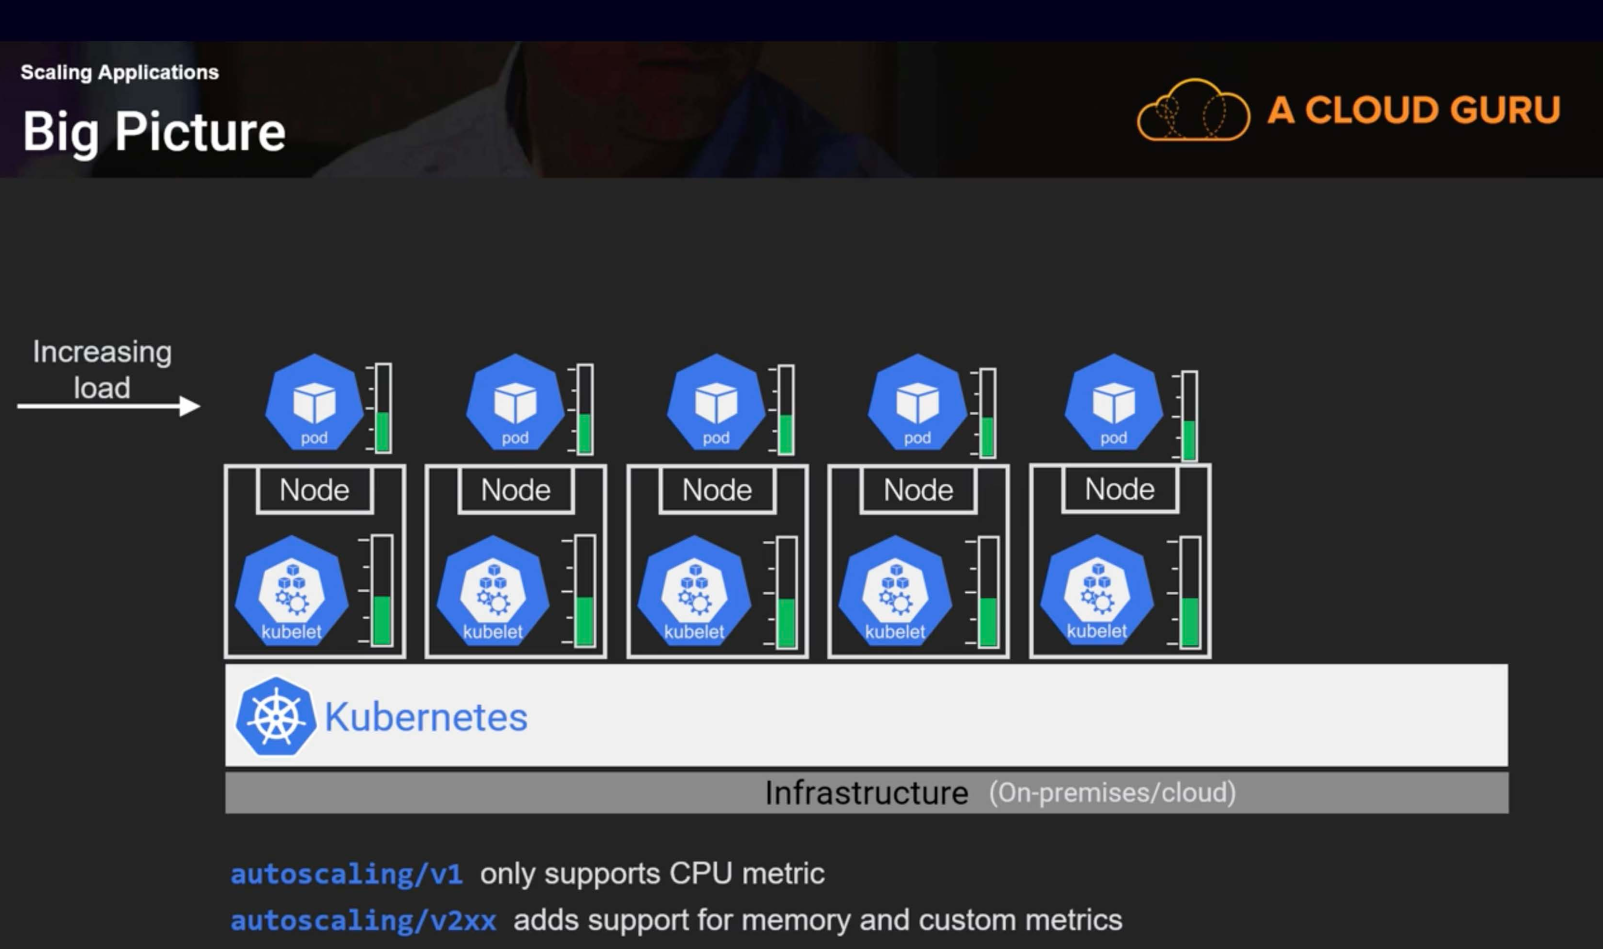 Scaling Applications
Big Picture
A CLOUD GURU
Increasing
load
pod
pod
pod
pod
pod
Node
Node
Node
Node
Node
kubelet
kubelet
kubelet
kubelet
kubelet
Kubernetes
Infrastructure (On-premises/cloud)
autoscaling/v1 only supports CPU metric
autoscaling/v2xx adds support for memory and custom metrics